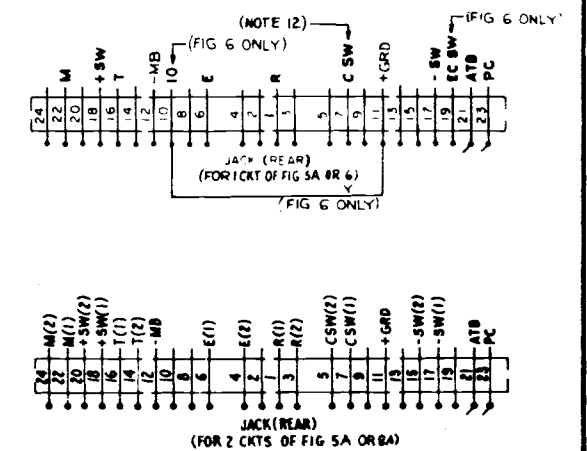 (NOTE 12)
(FIG 6 ONLY)
(FIG 6 ONLY)
M +SW T -MB 10 E R C SW +GRD -SW EC SW ATB PC
24 22 20 18 16 14 12 10 8 6 4 2 1 3 5 7 9 11 13 15 17 19 21 23
JACK (REAR)
(FOR 1 CKT OF FIG 5A OR 6)
Y
(FIG 6 ONLY)
M(2) M(1) +SW(2) +SW(1) T(1) T(2) -MB E(1) E(2) R(1) R(2) CSW(2) CSW(1) +GRD -SW(2) -SW(1) ATB PC
24 22 20 18 16 14 12 10 8 6 4 2 1 3 5 7 9 11 13 15 17 19 21 23
JACK(REAR)
(FOR 2 CKTS OF FIG 5A OR 8A)